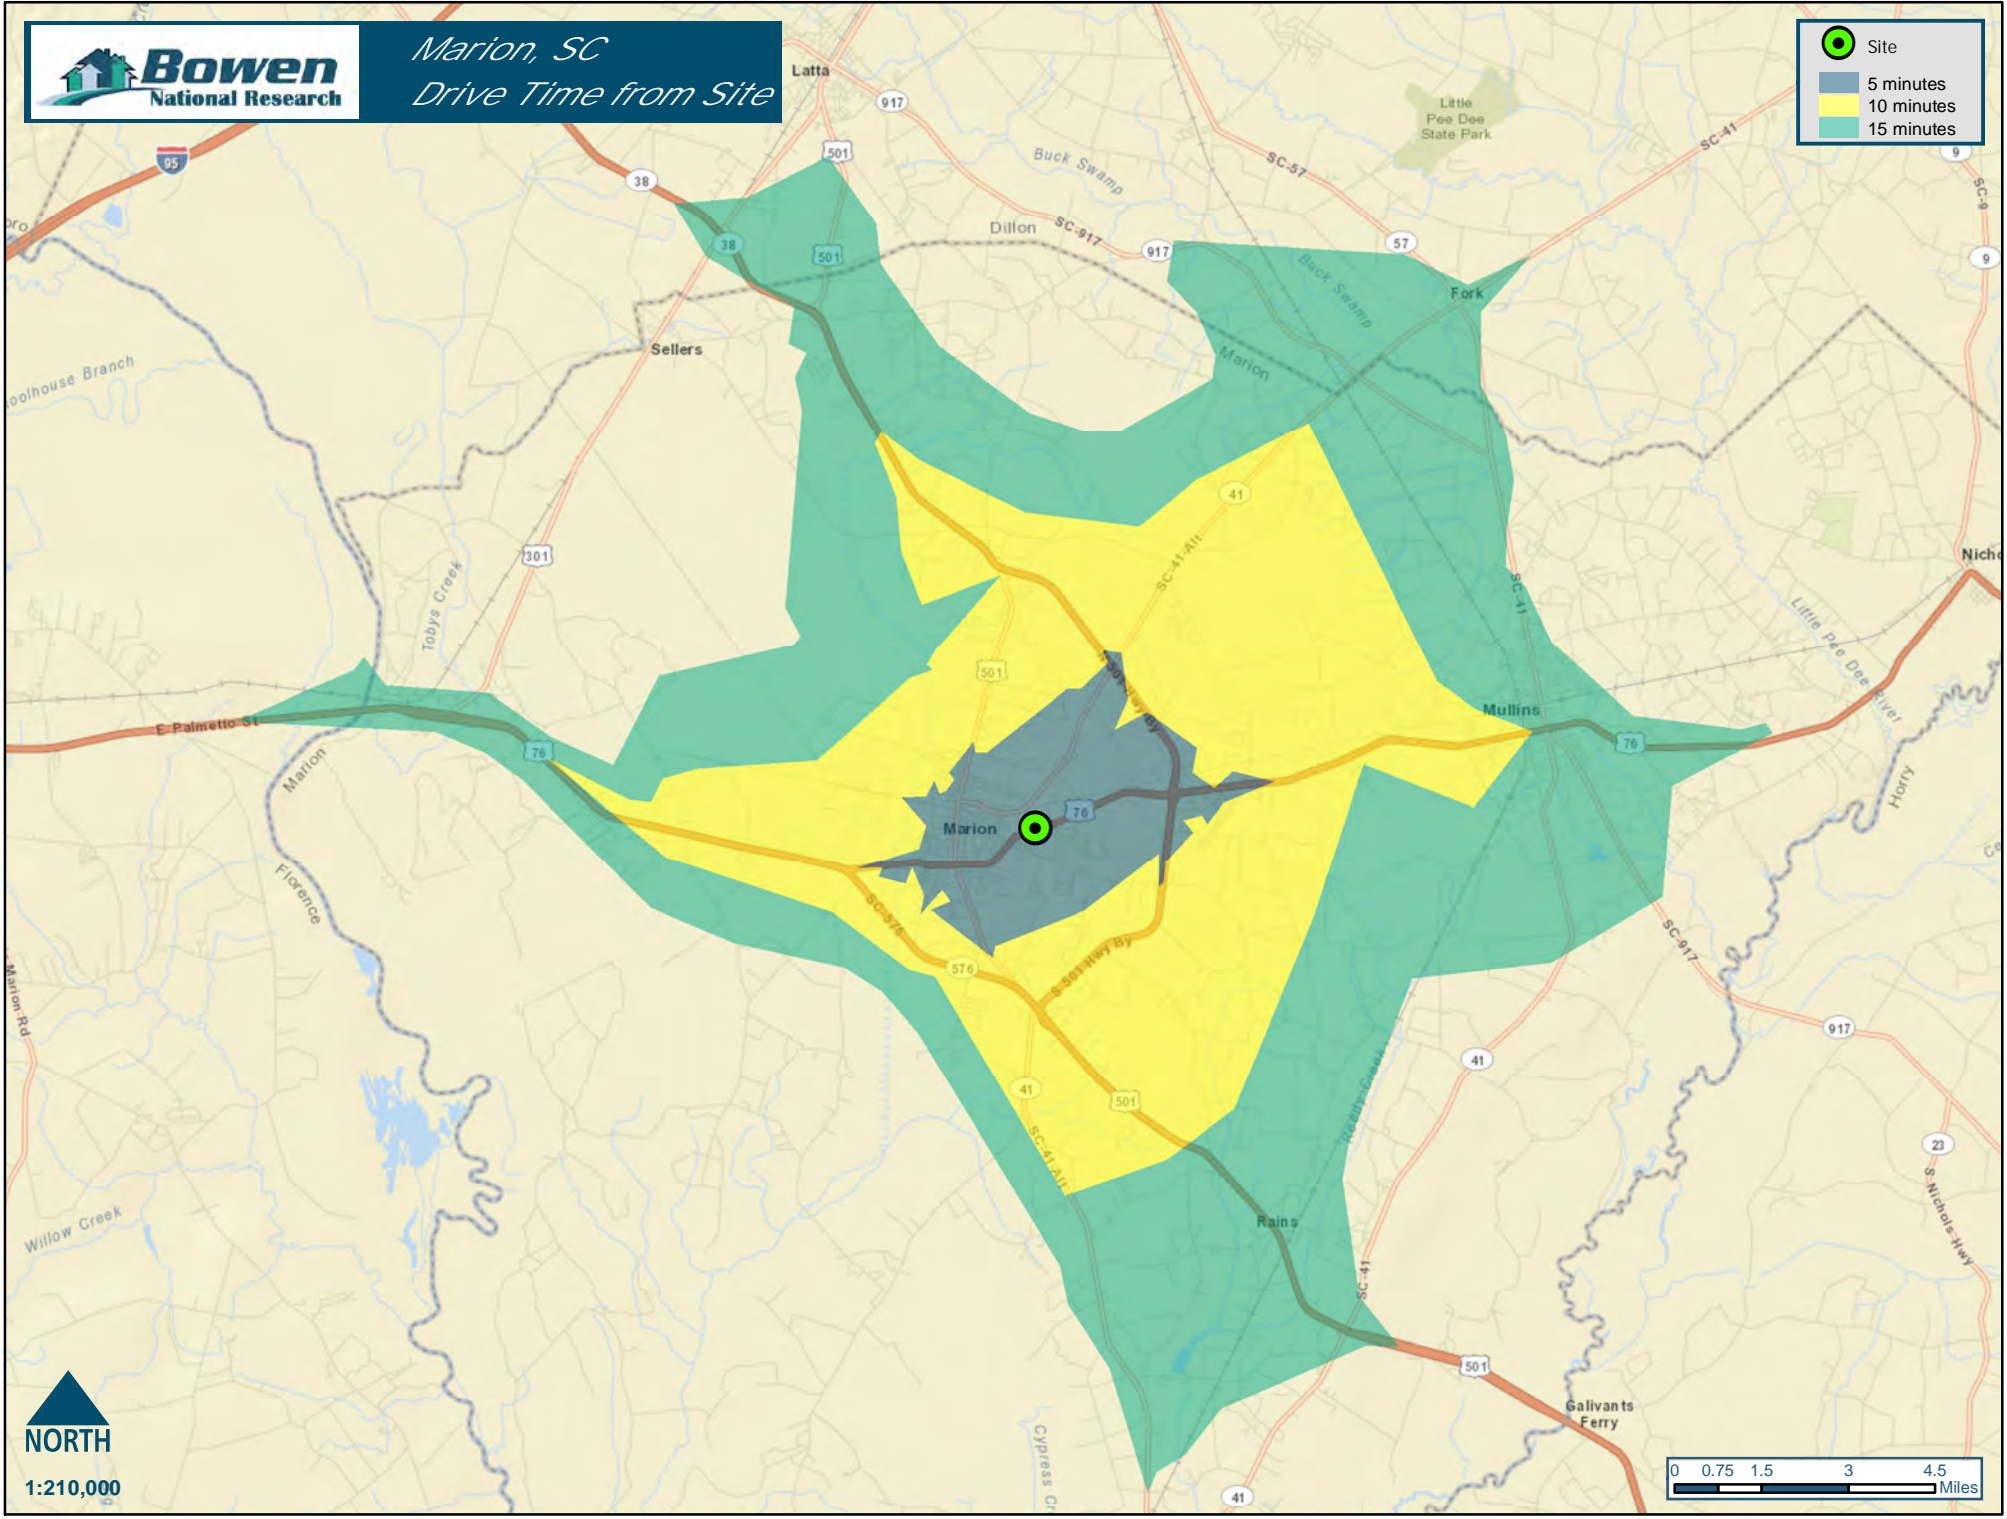 Bowen
National Research
Marion, SC
Drive Time from Site
Site
5 minutes
10 minutes
15 minutes
Latta
917
Little
Pee Dee
State Park
SC-41
9
SC-9
95
38
501
Buck Swamp
SC-57
Dillon
SC-917
917
57
9
38
501
Buck Swamp
Fork
Sellers
Marion
oolhouse Branch
41
301
SC-41-Alt
Nicho
Tobys Creek
SC-41
Little Pee Dee River
501
Mullins
E Palmetto St
76
76
Marion
Horry
Marion
76
Florence
SC-576
SC-917
576
S 501 Hwy By
Marion Rd
917
41
Reedy Creek
41
501
SC-41-Alt
23
S Nichols Hwy
Willow Creek
Rains
SC-41
501
Galivants
Ferry
Cypress Cr
41
NORTH
1:210,000
0 0.75 1.5 3 4.5
Miles